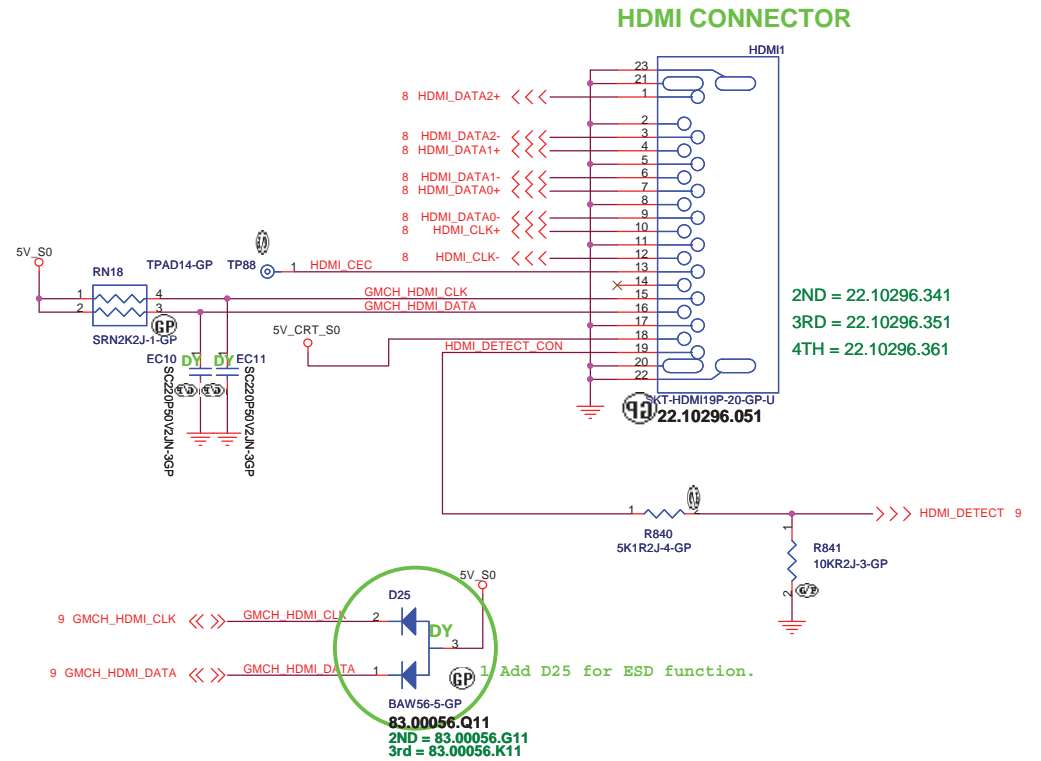 HDMI CONNECTOR
HDMI1
23
21
8 HDMI_DATA2+ 1
2
8 HDMI_DATA2- 3
8 HDMI_DATA1+ 4
5
8 HDMI_DATA1- 6
8 HDMI_DATA0+ 7
8
8 HDMI_DATA0- 9
8 HDMI_CLK+ 10
11
8 HDMI_CLK- 12
5V_S0
RN18
TPAD14-GP TP88 1 HDMI_CEC 13
14
1 4 GMCH_HDMI_CLK 15
2 3 GMCH_HDMI_DATA 16
17
GP
SRN2K2J-1-GP
5V_CRT_S0
18
HDMI_DETECT_CON 19
20
22
2ND = 22.10296.341
3RD = 22.10296.351
4TH = 22.10296.361
EC10 DY DY EC11
SC220P50V2JN-3GP
SC220P50V2JN-3GP
SKT-HDMI19P-20-GP-U
22.10296.051
1 2
R840
5K1R2J-4-GP
HDMI_DETECT 9
1
R841
10KR2J-3-GP
2
5V_S0
D25
9 GMCH_HDMI_CLK GMCH_HDMI_CLK 2
DY
3
9 GMCH_HDMI_DATA GMCH_HDMI_DATA 1
GP
1 Add D25 for ESD function.
BAW56-5-GP
83.00056.Q11
2ND = 83.00056.G11
3rd = 83.00056.K11